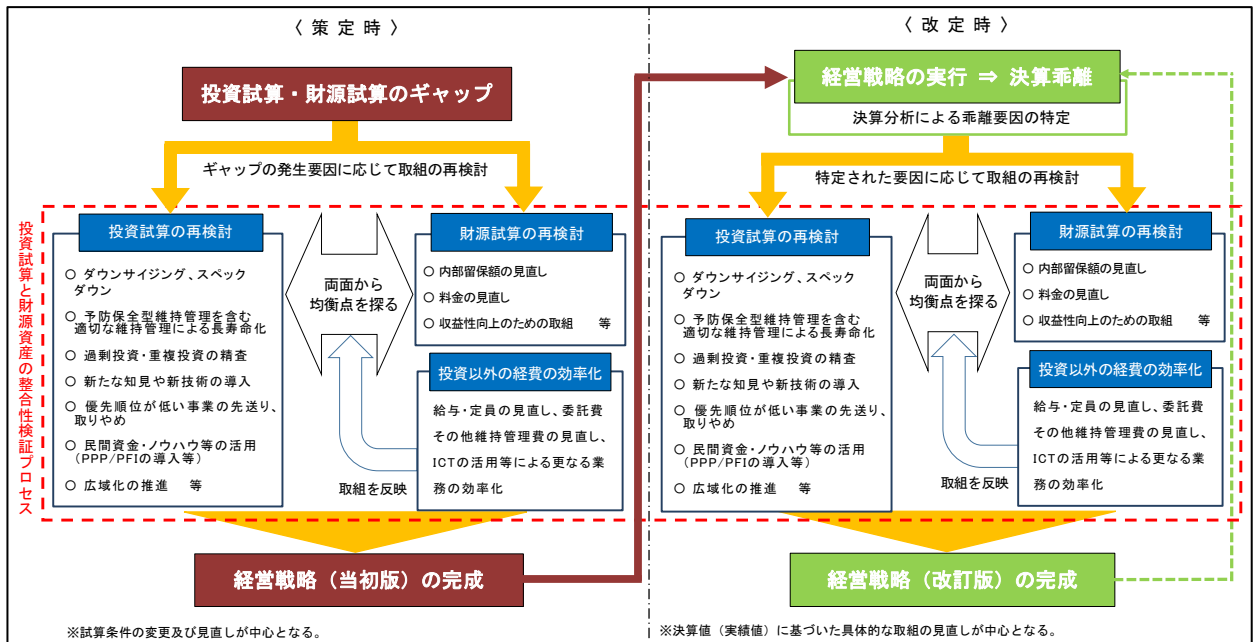 〈 策 定 時 〉
投資試算・財源試算のギャップ
ギャップの発生要因に応じて取組の再検討
投資試算と財源資産の整合性検証プロセス
投資試算の再検討
○ ダウンサイジング、スペック
ダウン
○ 予防保全型維持管理を含む
適切な維持管理による長寿命化
○ 過剰投資・重複投資の精査
○ 新たな知見や新技術の導入
○ 優先順位が低い事業の先送り、
取りやめ
○ 民間資金・ノウハウ等の活用
(PPP/PFIの導入等)
○ 広域化の推進 等
両面から
均衡点を探る
取組を反映
財源試算の再検討
○ 内部留保額の見直し
○ 料金の見直し
○ 収益性向上のための取組 等
投資以外の経費の効率化
給与・定員の見直し、委託費
その他維持管理費の見直し、
ICTの活用等による更なる業
務の効率化
経営戦略（当初版）の完成
※試算条件の変更及び見直しが中心となる。
〈 改 定 時 〉
経営戦略の実行 ⇒ 決算乖離
決算分析による乖離要因の特定
特定された要因に応じて取組の再検討
投資試算の再検討
○ ダウンサイジング、スペック
ダウン
○ 予防保全型維持管理を含む
適切な維持管理による長寿命化
○ 過剰投資・重複投資の精査
○ 新たな知見や新技術の導入
○ 優先順位が低い事業の先送り、
取りやめ
○ 民間資金・ノウハウ等の活用
(PPP/PFIの導入等)
○ 広域化の推進 等
両面から
均衡点を探る
取組を反映
財源試算の再検討
○ 内部留保額の見直し
○ 料金の見直し
○ 収益性向上のための取組 等
投資以外の経費の効率化
給与・定員の見直し、委託費
その他維持管理費の見直し、
ICTの活用等による更なる業
務の効率化
経営戦略（改訂版）の完成
※決算値（実績値）に基づいた具体的な取組の見直しが中心となる。